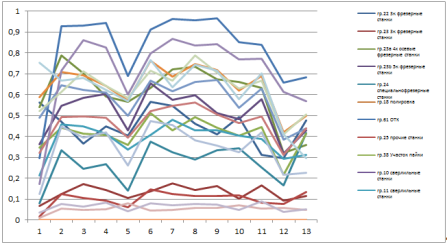 1
0,9
0,8
0,7
0,6
0,5
0,4
0,3
0,2
0,1
0
1 2 3 4 5 6 7 8 9 10 11 12 13
гр.22 3х фрезерные
станки
гр.23 3х фрезерные
станки
гр.23а 4х осевые
фрезерные станки
гр.23б 3х фрезерные
станки
гр.24
специальнофрезерные
станки
гр.18 полировка
гр.81 ОТК
гр.25 прочие станки
гр.38 Участок пайки
гр.10 сверлильные
станки
гр.11 сверлильные
станки